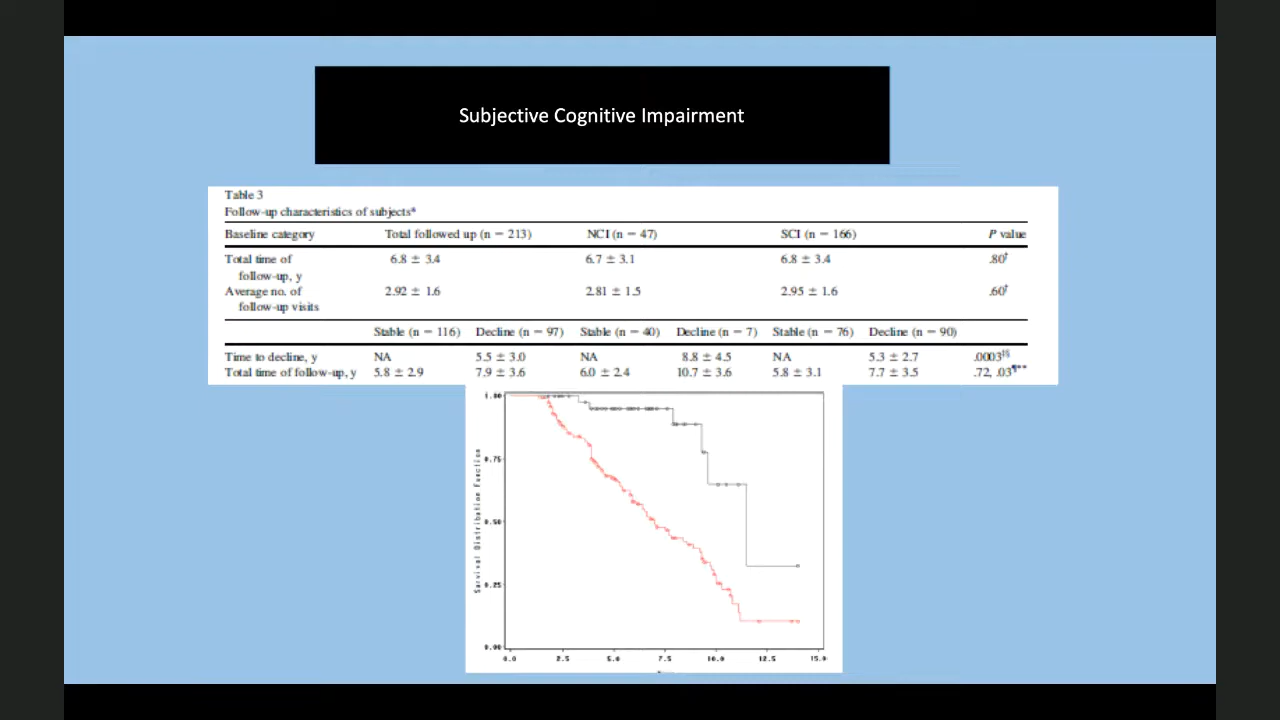 Subjective Cognitive Impairment
Table 3
Follow-up characteristics of subjects*
Baseline category Total followed up (n = 213) NCI (n = 47) SCI (n = 166) P value
Total time of 6.8 ± 3.4 6.7 ± 3.1 6.8 ± 3.4 .80†
follow-up, y
Average no. of 2.92 ± 1.6 2.81 ± 1.5 2.95 ± 1.6 .60†
follow-up visits
Stable (n = 116) Decline (n = 97) Stable (n = 40) Decline (n = 7) Stable (n = 76) Decline (n = 90)
Time to decline, y NA 5.5 ± 3.0 NA 8.8 ± 4.5 NA 5.3 ± 2.7 .0003‡§
Total time of follow-up, y 5.8 ± 2.9 7.9 ± 3.6 6.0 ± 2.4 10.7 ± 3.6 5.8 ± 3.1 7.7 ± 3.5 .72, .03¶**
Survival Distribution Function
1.00
0.75
0.50
0.25
0.00
0.0 2.5 5.0 7.5 10.0 12.5 15.0